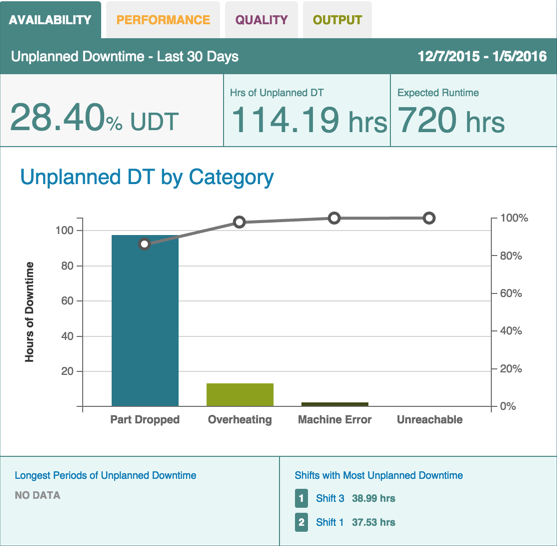 AVAILABILITY PERFORMANCE QUALITY OUTPUT
Unplanned Downtime - Last 30 Days 12/7/2015 - 1/5/2016
Hrs of Unplanned DT Expected Runtime
28.40% UDT 114.19 hrs 720 hrs
Unplanned DT by Category
100 100%
80 80%
60 60%
40 40%
20 20%
0%
Hours of Downtime
Part Dropped Overheating Machine Error Unreachable
Longest Periods of Unplanned Downtime
NO DATA
Shifts with Most Unplanned Downtime
1 Shift 3 38.99 hrs
2 Shift 1 37.53 hrs